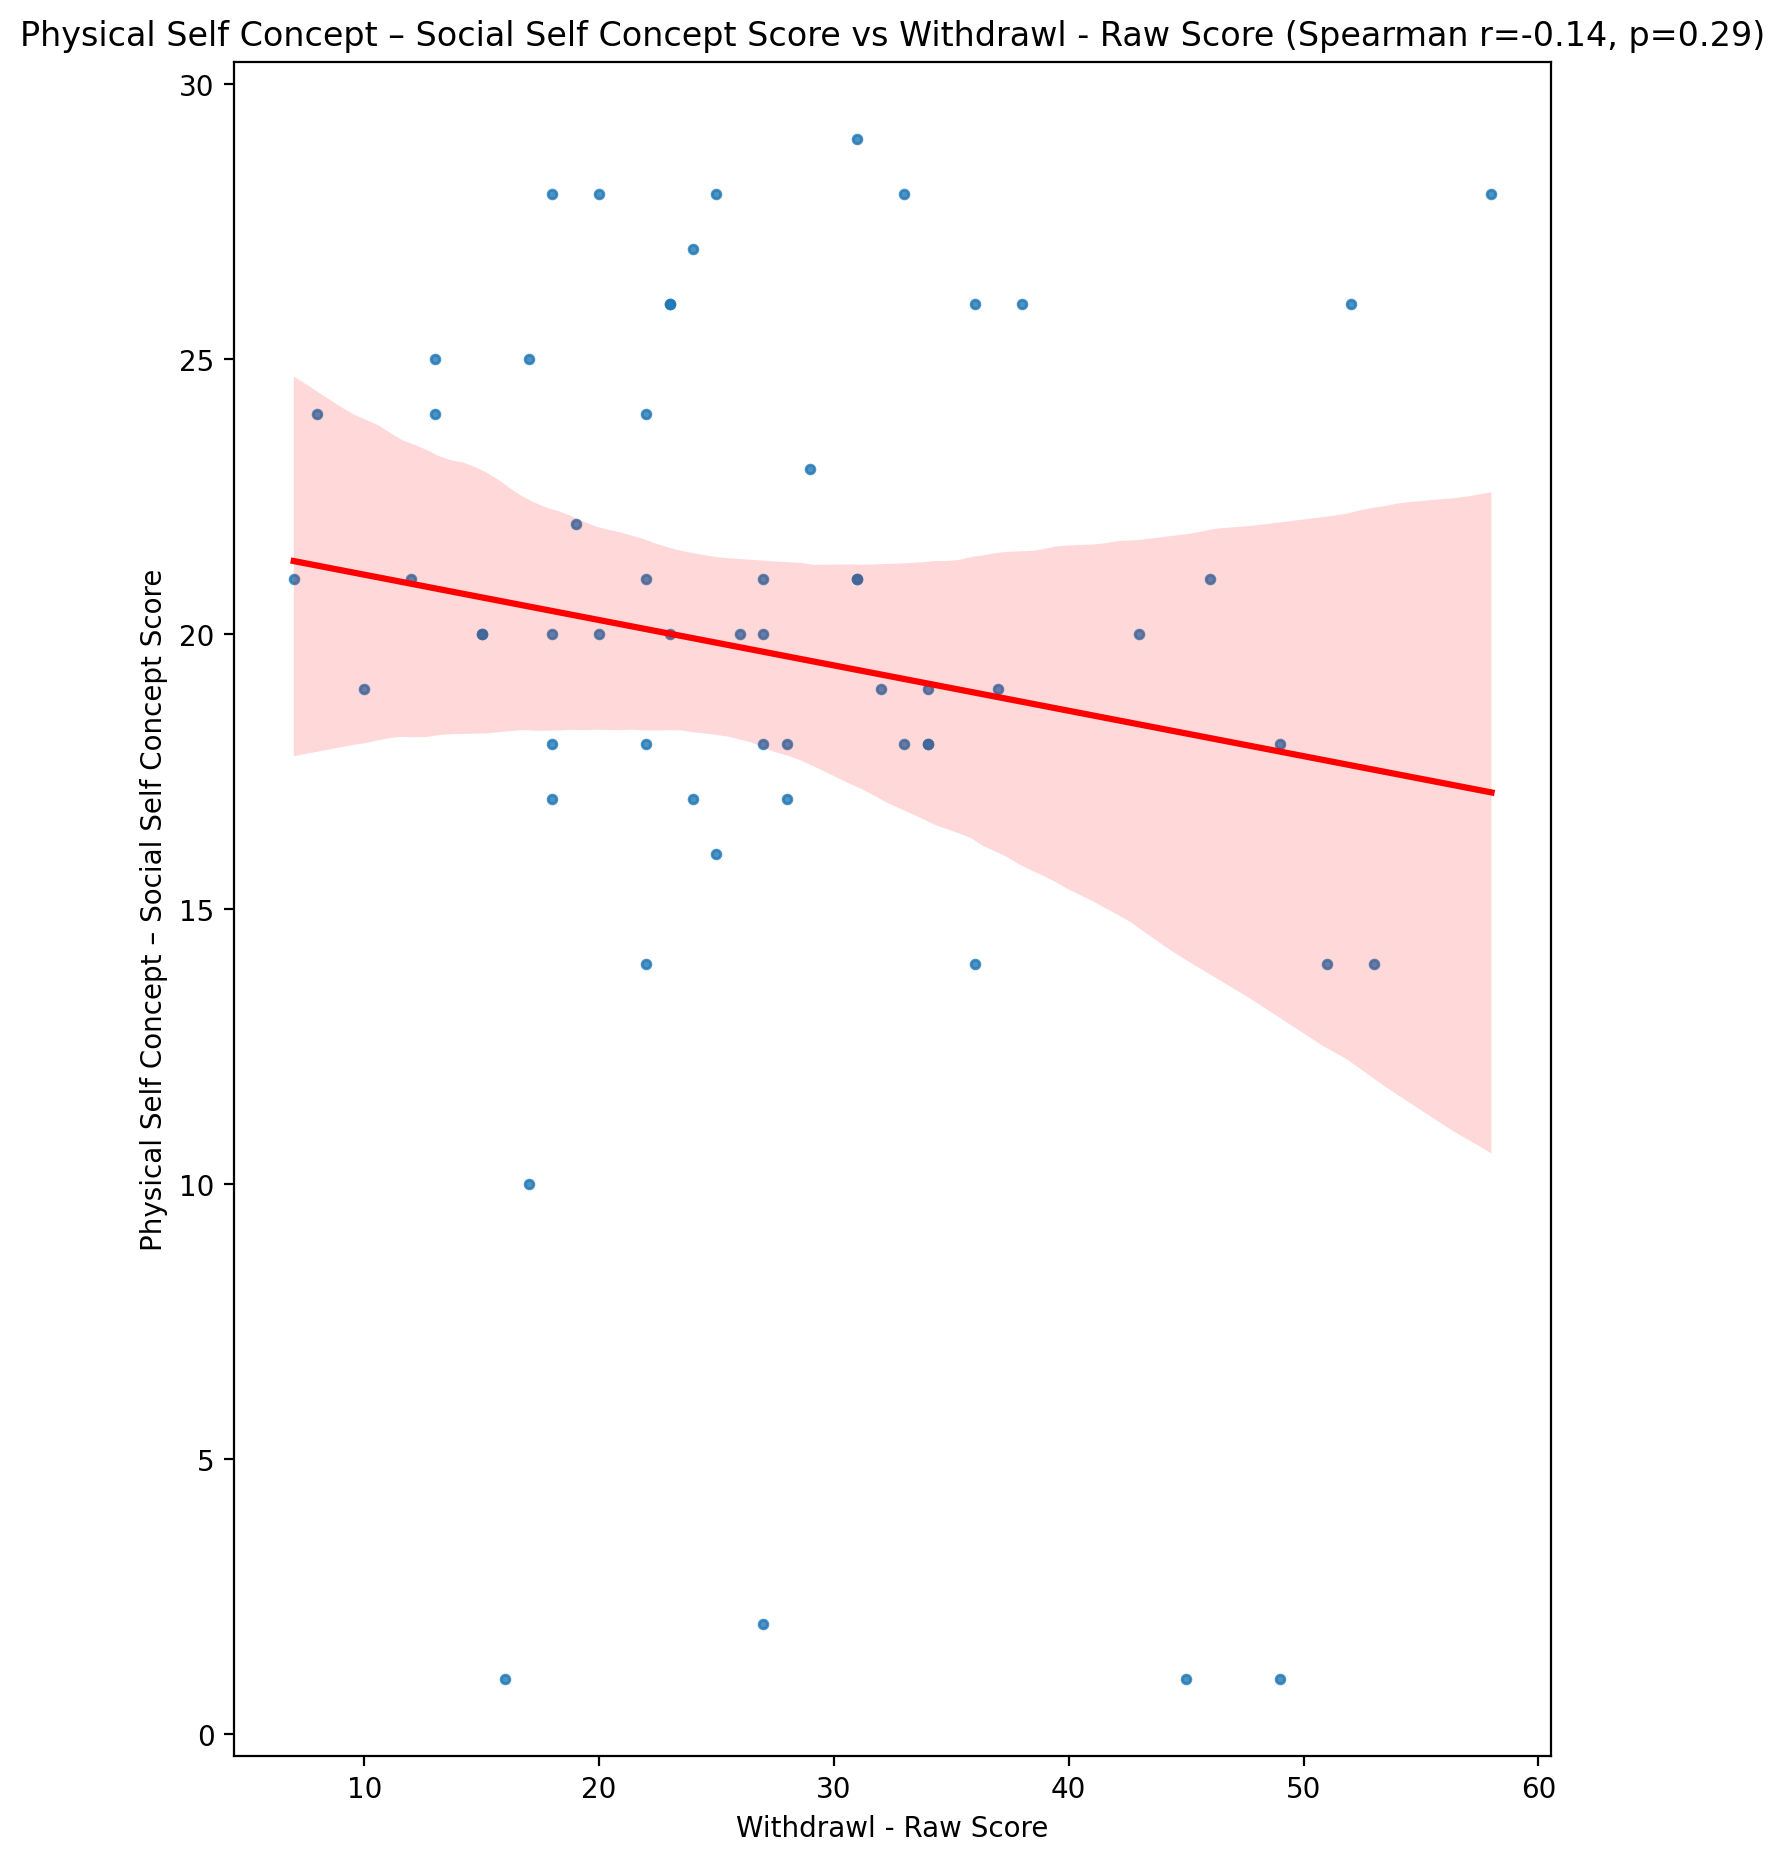 Physical Self Concept – Social Self Concept Score vs Withdrawl - Raw Score (Spearman r=-0.14, p=0.29)
Physical Self Concept – Social Self Concept Score
30
25
20
15
10
5
0
10 20 30 40 50 60
Withdrawl - Raw Score